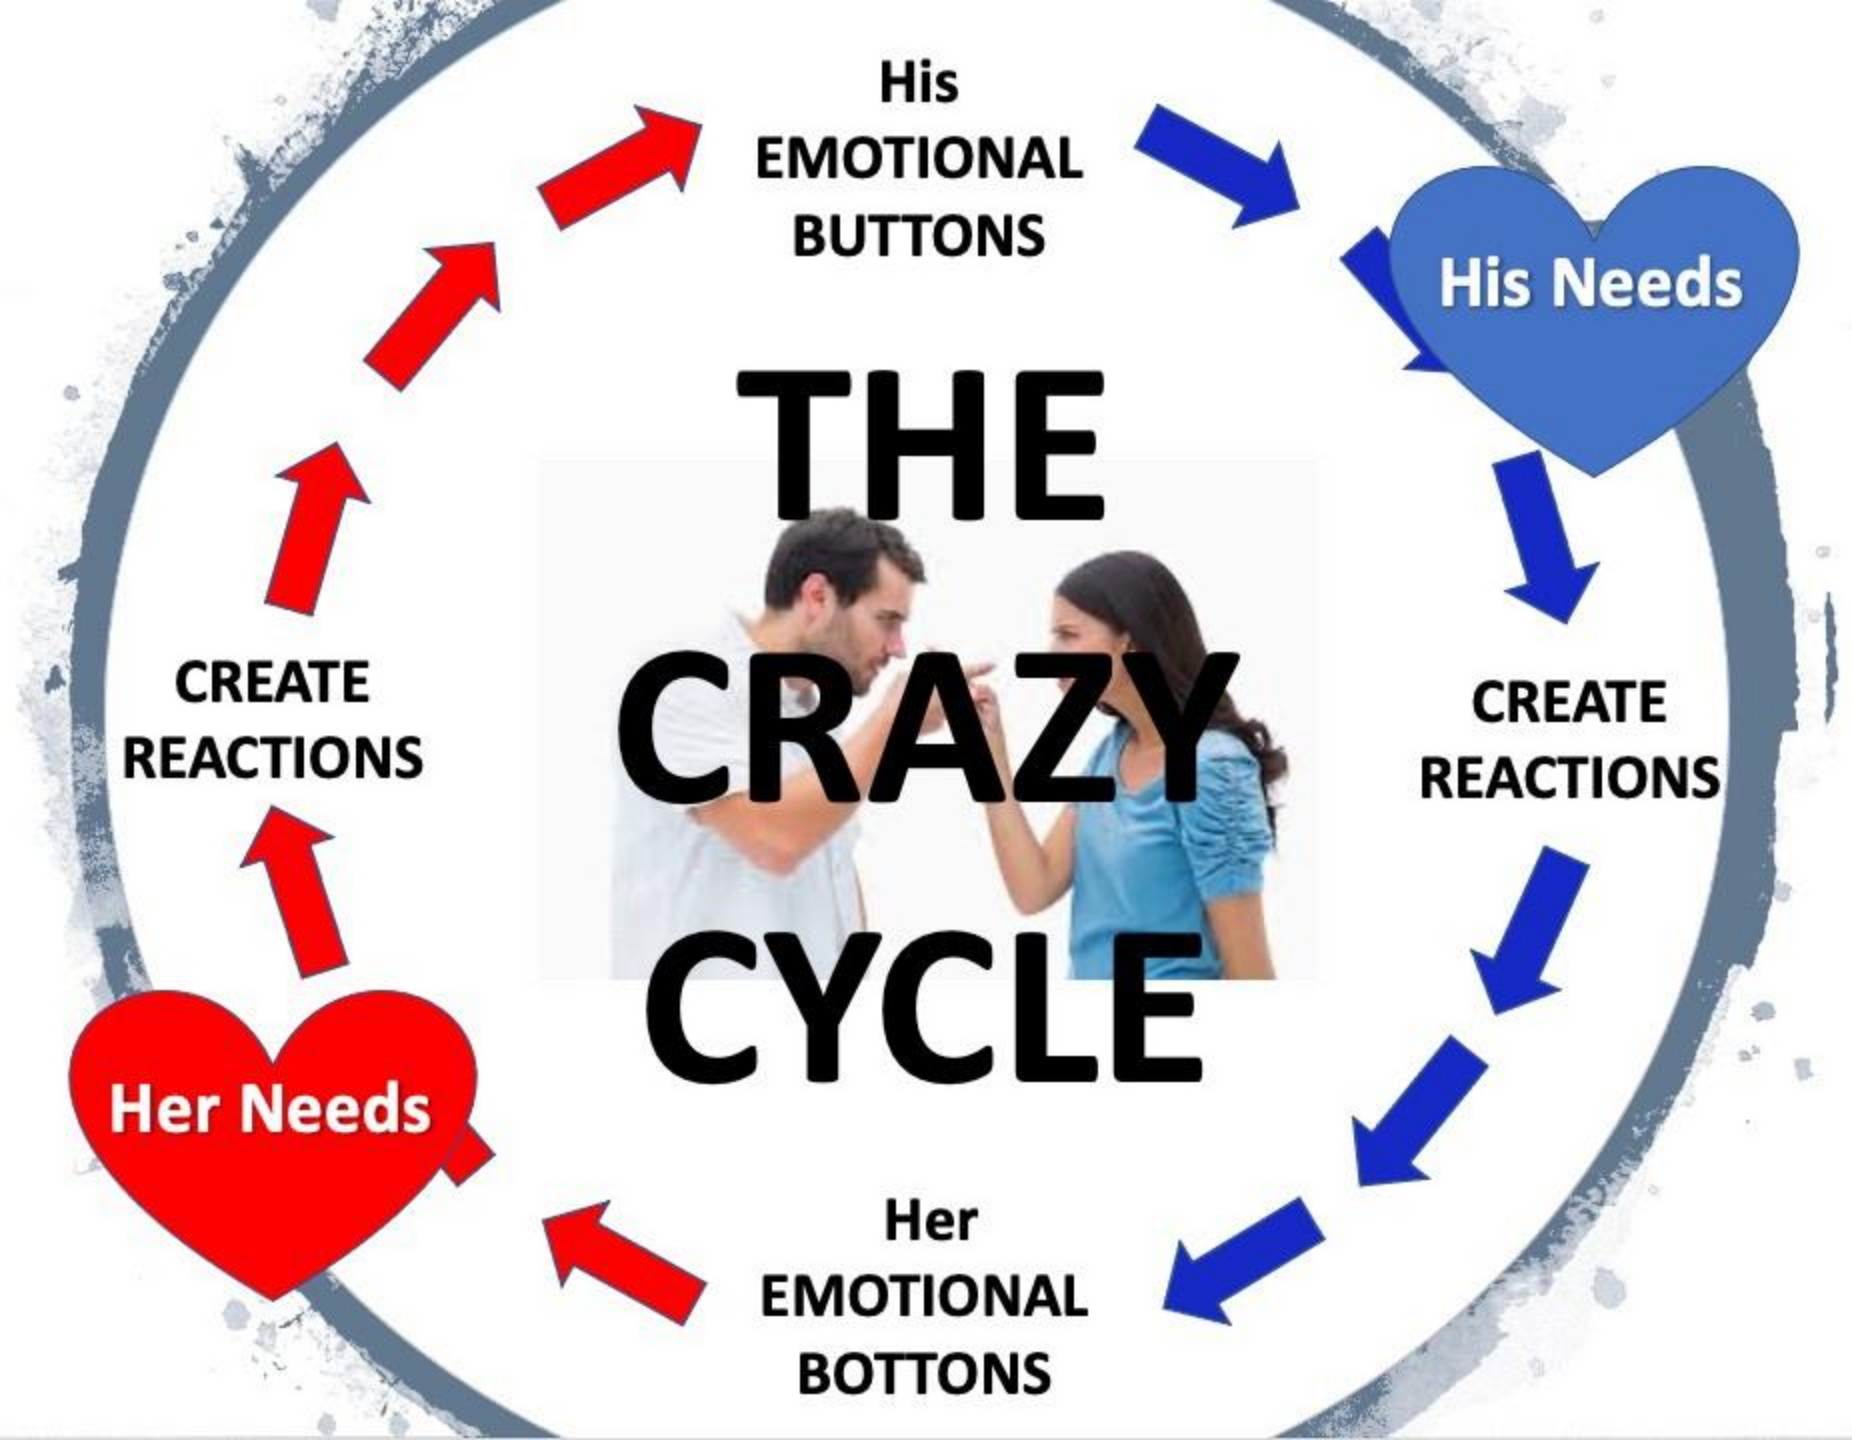 His
EMOTIONAL
BUTTONS
His Needs
THE
CRAZY
CYCLE
CREATE
REACTIONS
CREATE
REACTIONS
Her Needs
Her
EMOTIONAL
BOTTONS